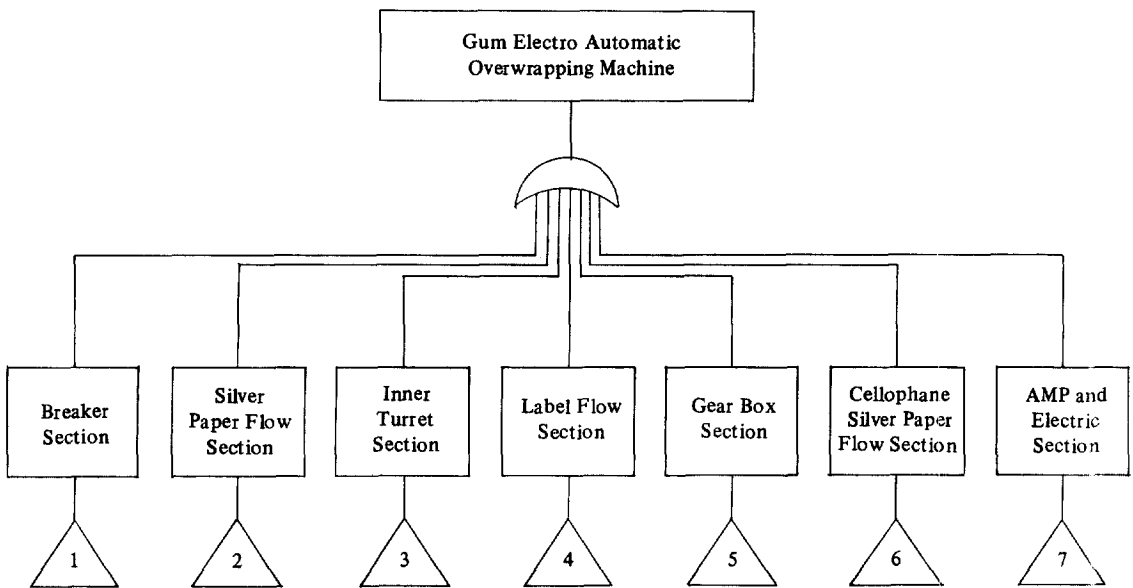 Gum Electro Automatic
Overwrapping Machine
Breaker
Section
Silver
Paper Flow
Section
Inner
Turret
Section
Label Flow
Section
Gear Box
Section
Cellophane
Silver Paper
Flow Section
AMP and
Electric
Section
1
2
3
4
5
6
7